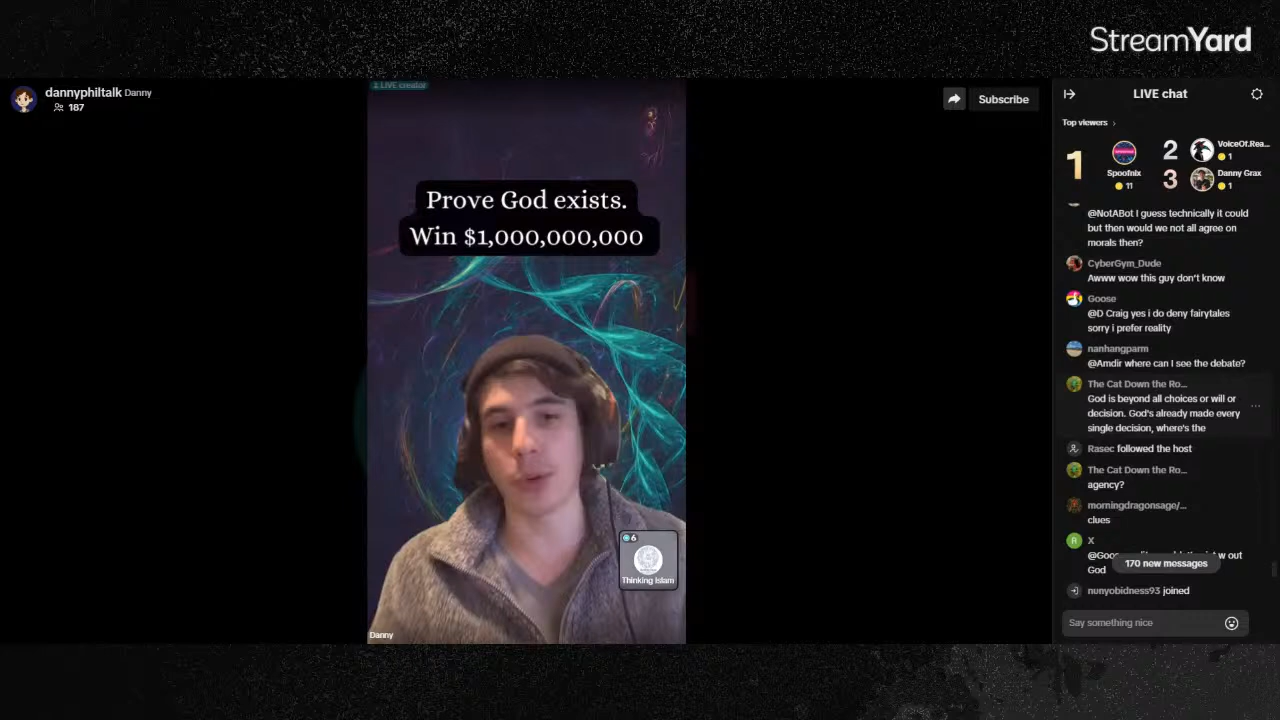 StreamYard
dannyphiltalk Danny
187
Subscribe
LIVE creator
Prove God exists.
Win $1,000,000,000
6
Thinking Islam
Danny
LIVE chat
Top viewers
1
Spoofnix
11
2
VoiceOf.Rea...
1
3
Danny Grax
1
@NotABot I guess technically it could
but then would we not all agree on
morals then?
CyberGym_Dude
Awww wow this guy don't know
Goose
@D Craig yes i do deny fairytales
sorry i prefer reality
nanhangparm
@Amdir where can I see the debate?
The Cat Down the Ro...
God is beyond all choices or will or
decision. God's already made every
single decision, where's the
Rasec followed the host
The Cat Down the Ro...
agency?
morningdragonsage/...
clues
R
X
out
God
170 new messages
nunyobidness93 joined
Say something nice